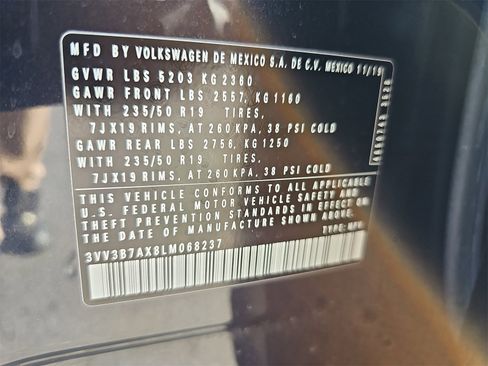 MFD BY VOLKSWAGEN DE MEXICO S.A. DE C.V. MEXICO 11/19
GVWR LBS 5203 KG 2360
GAWR FRONT LBS 2557, KG 1160
WITH 235/50 R19 TIRES,
7JX19 RIMS, AT 260 KPA, 38 PSI COLD
GAWR REAR LBS 2756, KG 1250
WITH 235/50 R19 TIRES,
7JX19 RIMS, AT 260 KPA, 38 PSI COLD
THIS VEHICLE CONFORMS TO ALL APPLICABLE
U.S. FEDERAL MOTOR VEHICLE SAFETY AND
THEFT PREVENTION STANDARDS IN EFFECT ON
THE DATE OF MANUFACTURE SHOWN ABOVE
TYPE: MPV
3VV3B7AX8LM068237